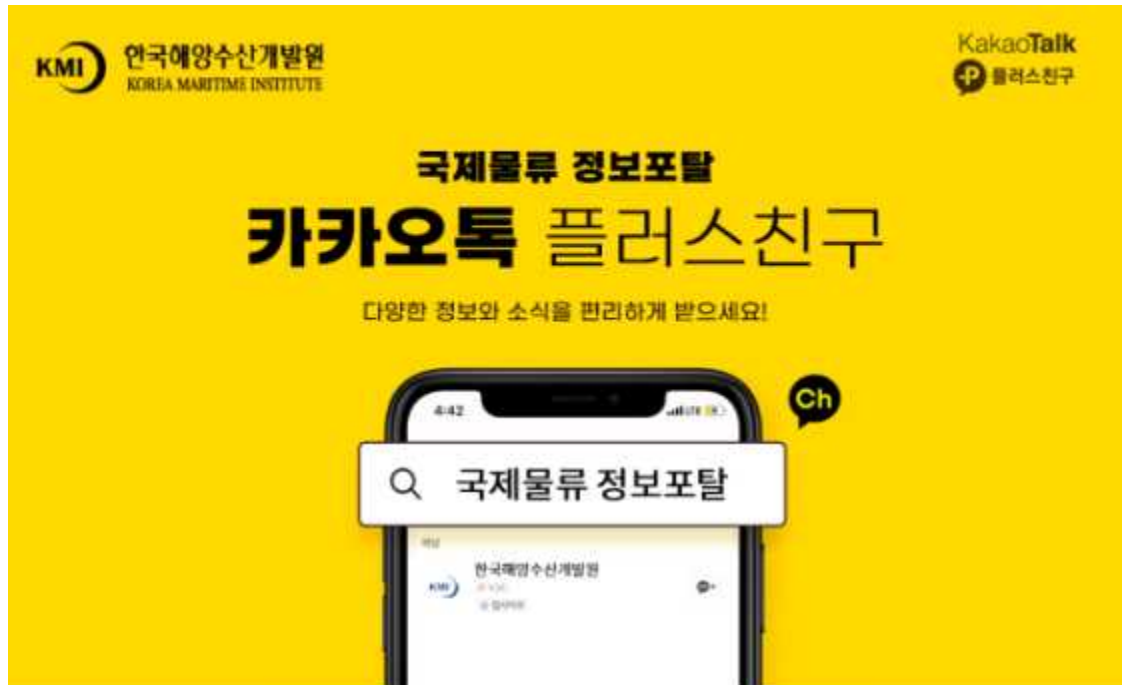 KMI 한국해양수산개발원
KOREA MARITIME INSTITUTE
KakaoTalk
플러스친구
국제물류 정보포탈
카카오톡 플러스친구
다양한 정보와 소식을 편리하게 받으세요!
Ch
4:42
LTE
국제물류 정보포탈
채널
한국해양수산개발원
KMI